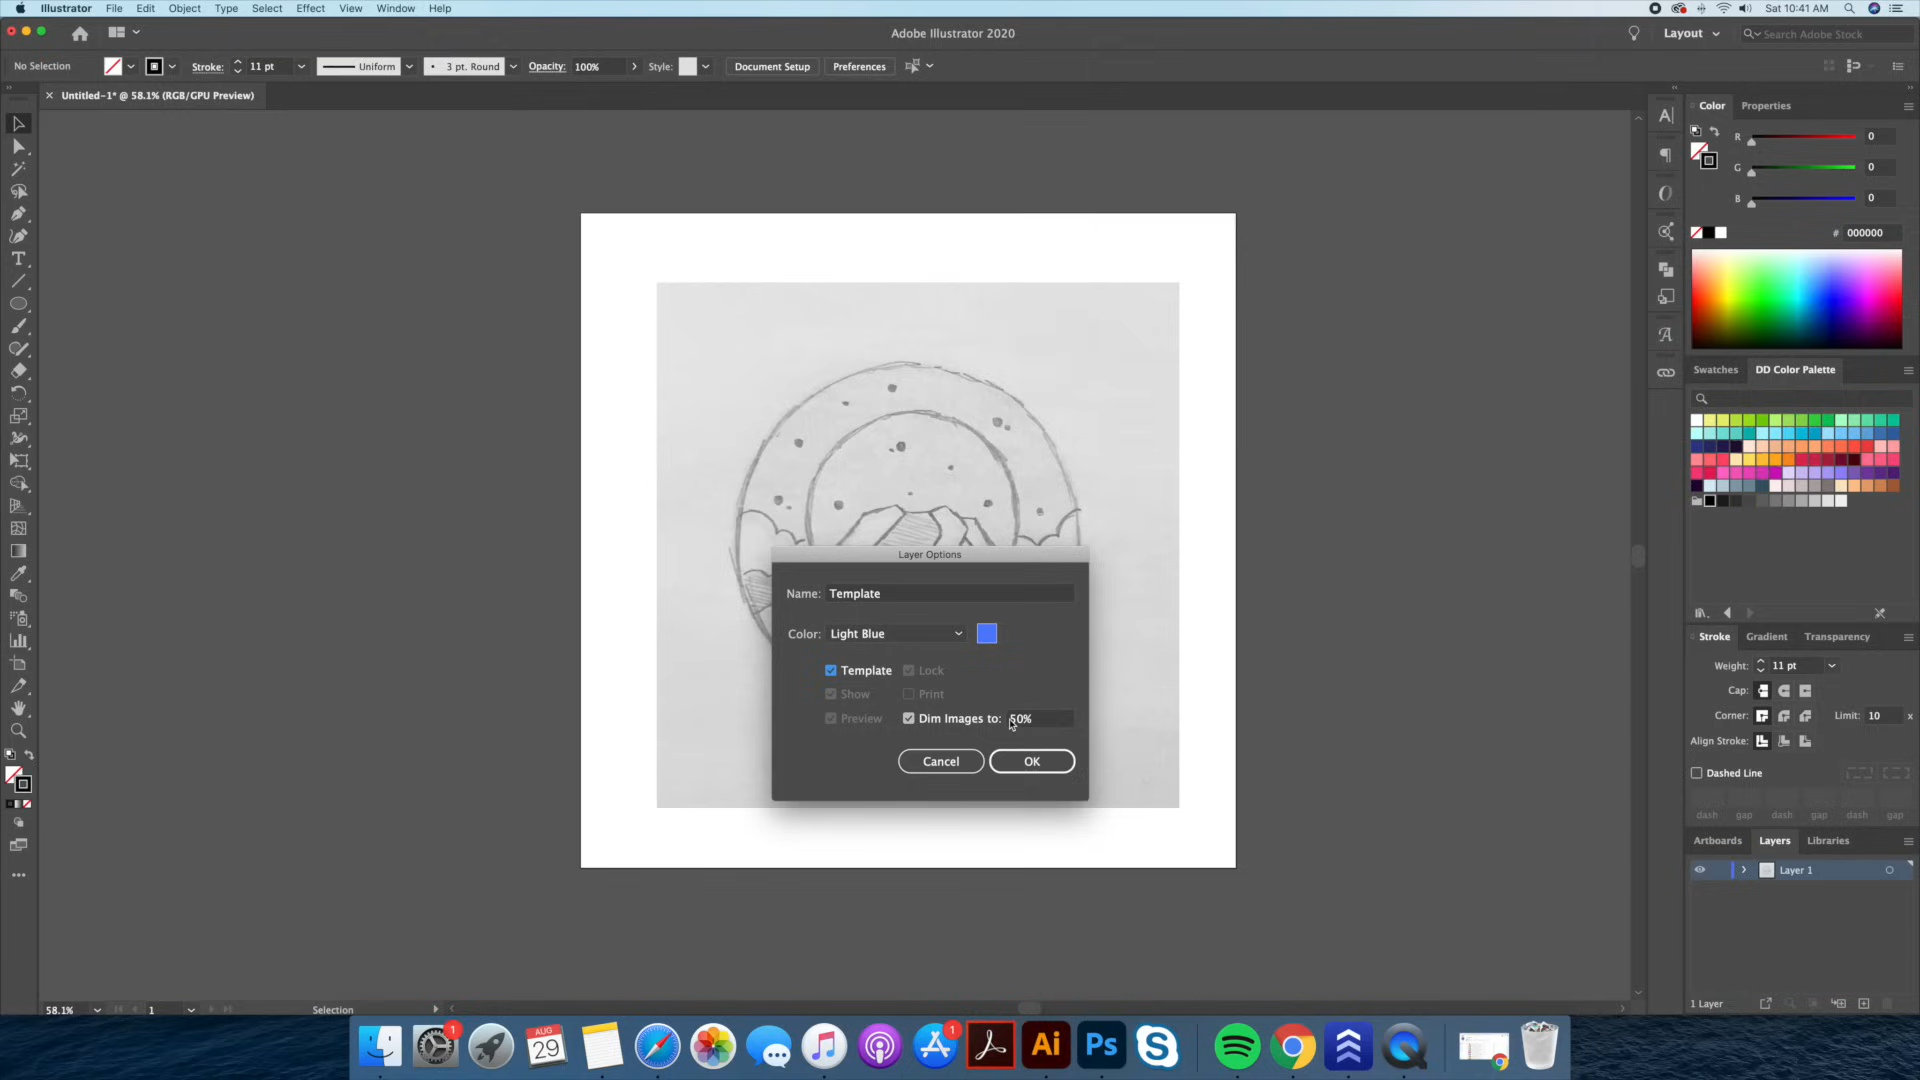 Illustrator File Edit Object Type Select Effect View Window Help
Sat 10:41 AM
Adobe Illustrator 2020
Layout
Search Adobe Stock
No Selection
Stroke: 11 pt
Uniform
3 pt. Round
Opacity: 100%
Style:
Document Setup
Preferences
Untitled-1* @ 58.1% (RGB/GPU Preview)
Color Properties
R 0
G 0
B 0
# 000000
Swatches DD Color Palette
Layer Options
Name: Template
Color: Light Blue
Template Lock
Show Print
Preview Dim Images to: 50%
Cancel OK
Stroke Gradient Transparency
Weight: 11 pt
Cap:
Corner: Limit: 10 x
Align Stroke:
Dashed Line
dash gap dash gap dash gap
Artboards Layers Libraries
Layer 1
1 Layer
58.1% 1 Selection
1
AUG
29
1
Ai
Ps